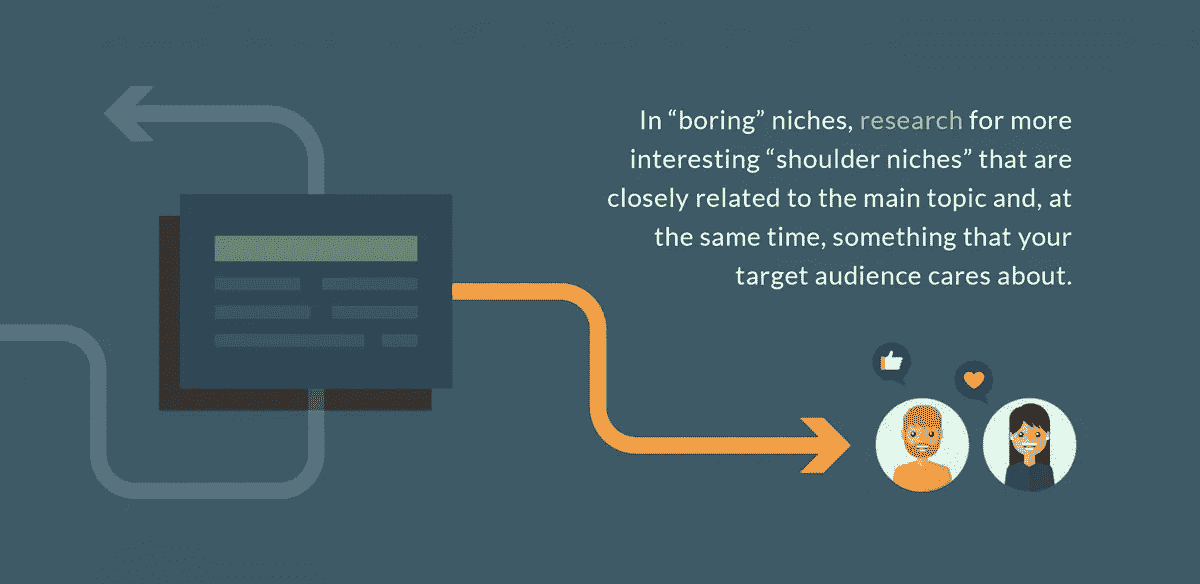 In “boring” niches, research for more
interesting “shoulder niches” that are
closely related to the main topic and, at
the same time, something that your
target audience cares about.